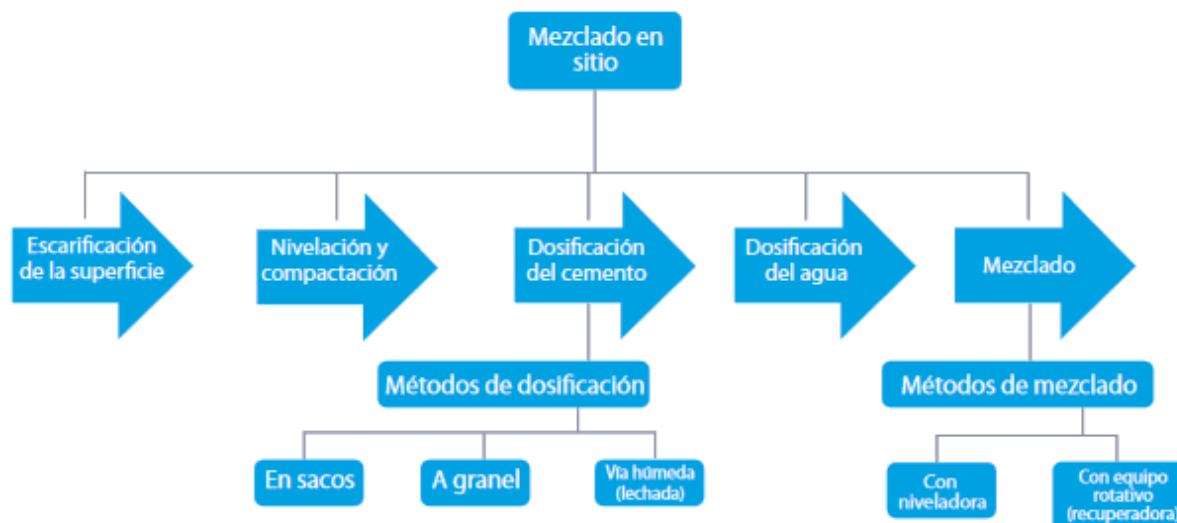 Mezclado en
sitio
Escarificación
de la superficie
Nivelación y
compactación
Dosificación
del cemento
Dosificación
del agua
Mezclado
Métodos de dosificación
Métodos de mezclado
En sacos
A granel
Vía húmeda
(lechada)
Con
niveladora
Con equipo
rotativo
(recuperadora)